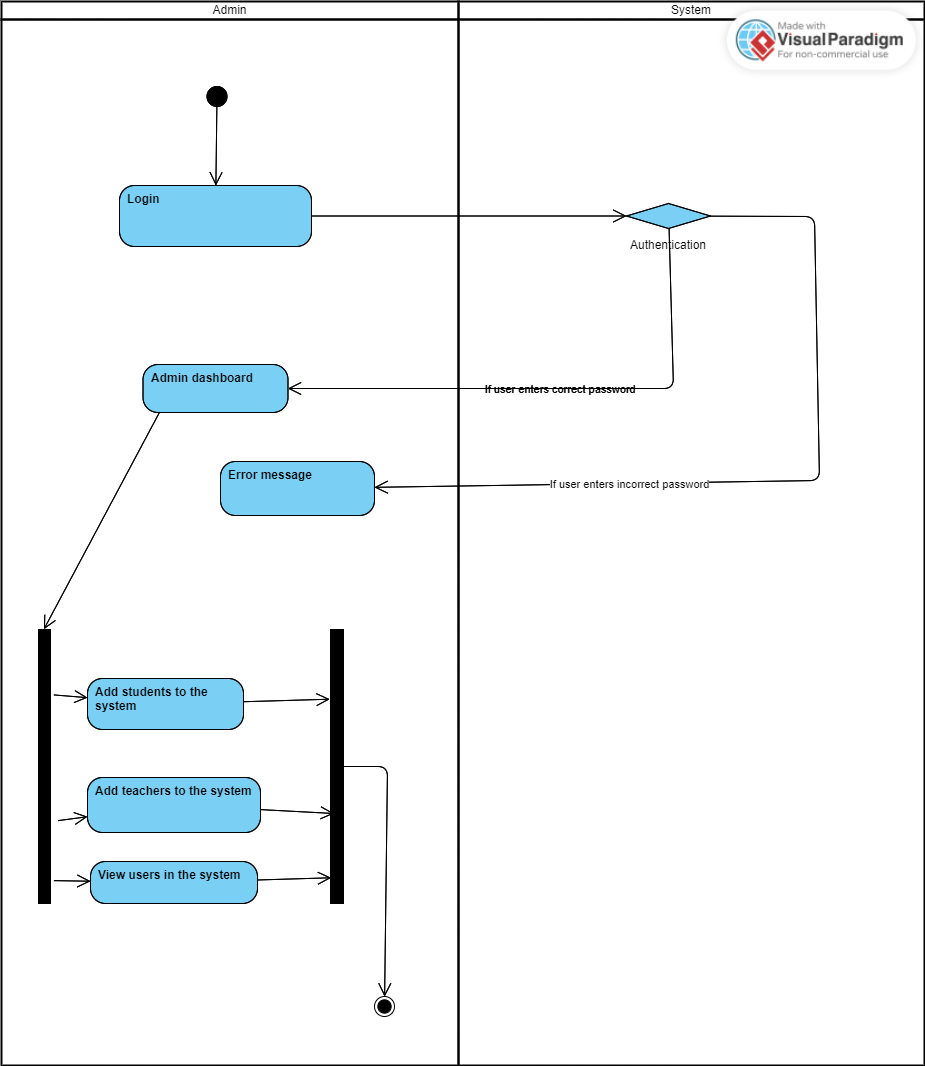 Admin
System
Made with
VisualParadigm
For non-commercial use
Login
Authentication
Admin dashboard
If user enters correct password
Error message
If user enters incorrect password
Add students to the
system
Add teachers to the system
View users in the system